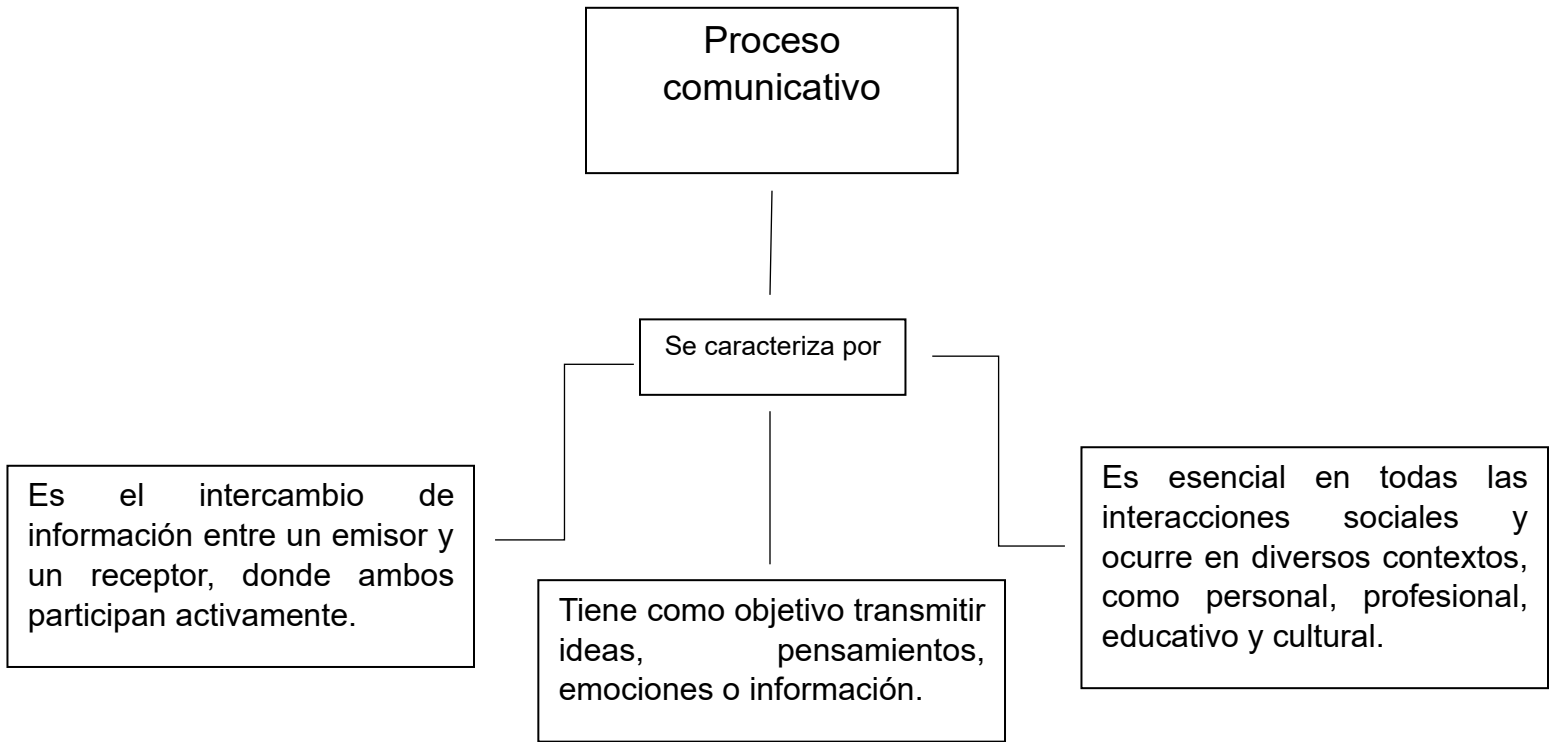 Proceso
comunicativo
Se caracteriza por
Es el intercambio de
información entre un emisor y
un receptor, donde ambos
participan activamente.
Tiene como objetivo transmitir
ideas, pensamientos,
emociones o información.
Es esencial en todas las
interacciones sociales y
ocurre en diversos contextos,
como personal, profesional,
educativo y cultural.